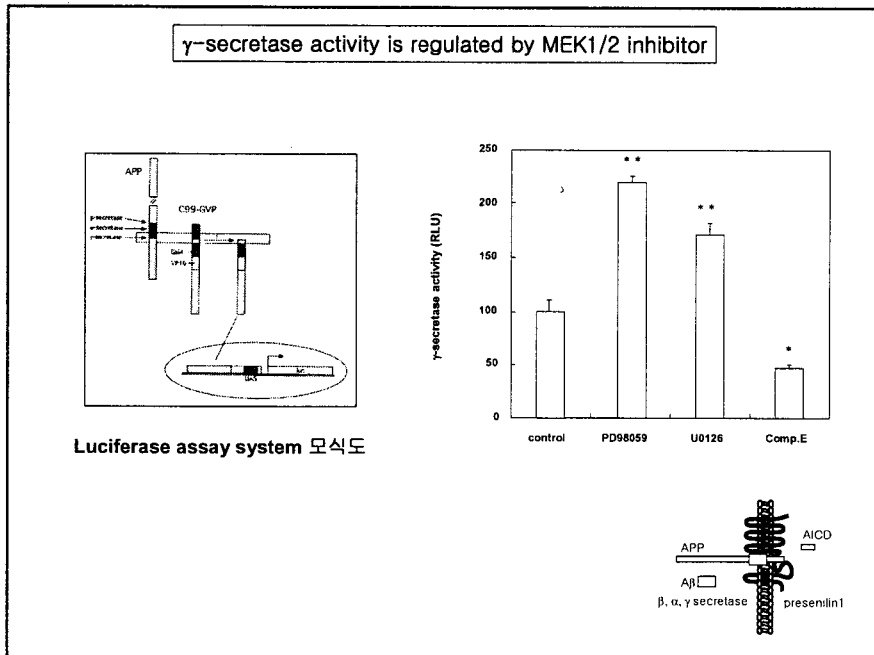 γ-secretase activity is regulated by MEK1/2 inhibitor
APP
C99-GVP
β-secretase
α-secretase
γ-secretase
Gal4
VP16
UAS
Luc
Luciferase assay system 모식도
γ-secretase activity (RLU)
250
200
150
100
50
0
**
**
*
control
PD98059
U0126
Comp.E
APP
AICD
Aβ
β, α, γ secretase
presenilin1